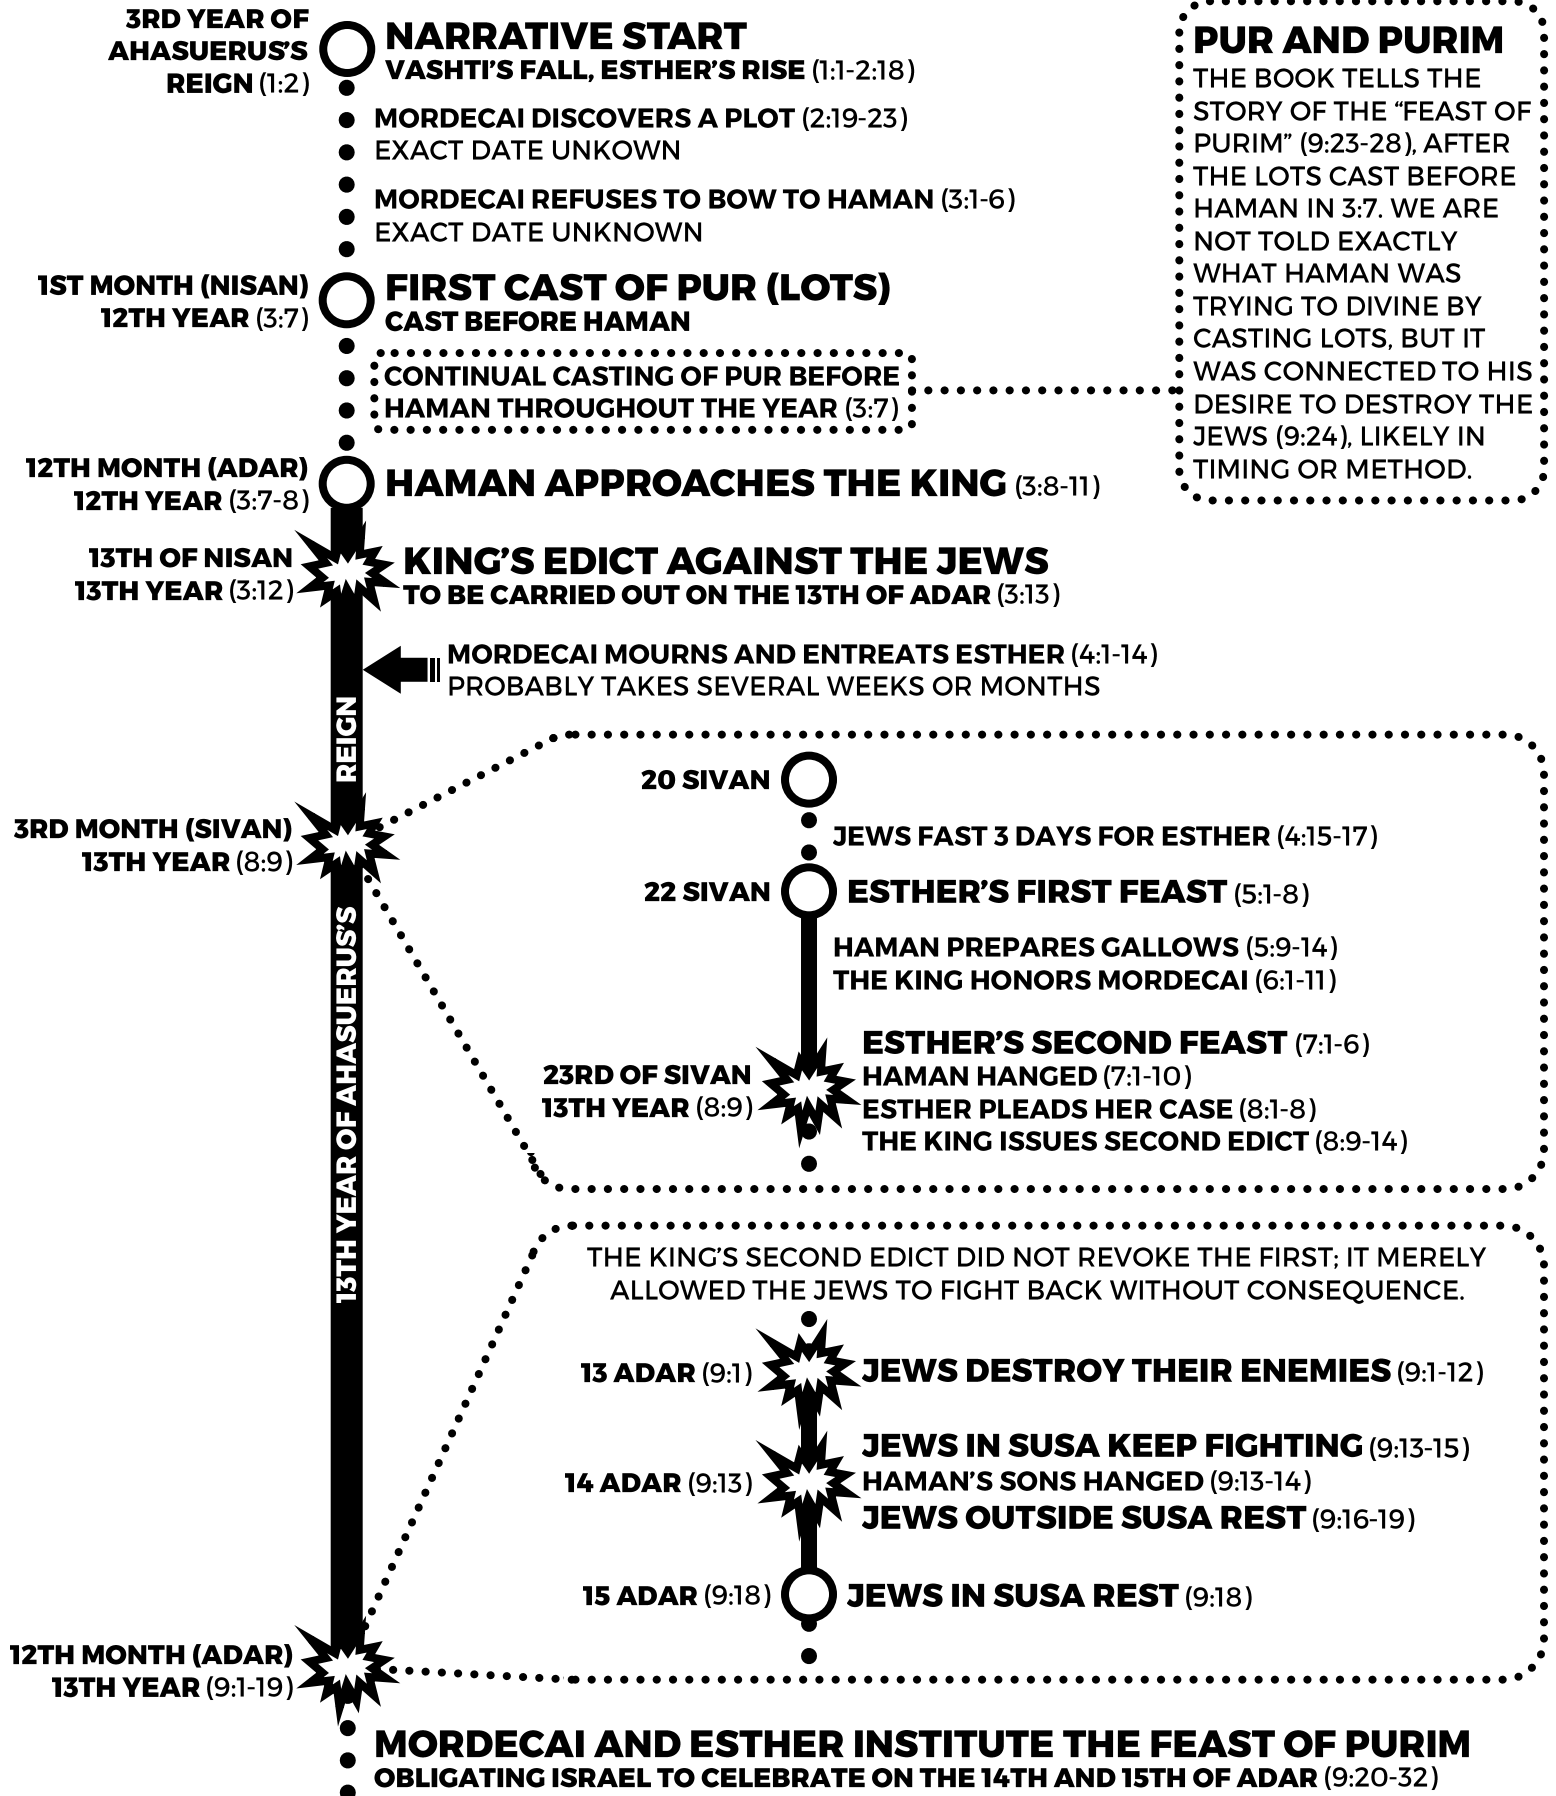 3RD YEAR OF
AHASUERUS'S
REIGN (1:2)
NARRATIVE START
VASHTI'S FALL, ESTHER'S RISE (1:1-2:18)
MORDECAI DISCOVERS A PLOT (2:19-23)
EXACT DATE UNKOWN
MORDECAI REFUSES TO BOW TO HAMAN (3:1-6)
EXACT DATE UNKNOWN
PUR AND PURIM
THE BOOK TELLS THE
STORY OF THE “FEAST OF
PURIM” (9:23-28), AFTER
THE LOTS CAST BEFORE
HAMAN IN 3:7. WE ARE
NOT TOLD EXACTLY
WHAT HAMAN WAS
TRYING TO DIVINE BY
CASTING LOTS, BUT IT
WAS CONNECTED TO HIS
DESIRE TO DESTROY THE
JEWS (9:24), LIKELY IN
TIMING OR METHOD.
1ST MONTH (NISAN)
12TH YEAR (3:7)
FIRST CAST OF PUR (LOTS)
CAST BEFORE HAMAN
CONTINUAL CASTING OF PUR BEFORE
HAMAN THROUGHOUT THE YEAR (3:7)
12TH MONTH (ADAR)
12TH YEAR (3:7-8)
HAMAN APPROACHES THE KING (3:8-11)
13TH OF NISAN
13TH YEAR (3:12)
KING'S EDICT AGAINST THE JEWS
TO BE CARRIED OUT ON THE 13TH OF ADAR (3:13)
MORDECAI MOURNS AND ENTREATS ESTHER (4:1-14)
PROBABLY TAKES SEVERAL WEEKS OR MONTHS
13TH YEAR OF AHASUERUS'S REIGN
3RD MONTH (SIVAN)
13TH YEAR (8:9)
20 SIVAN
JEWS FAST 3 DAYS FOR ESTHER (4:15-17)
22 SIVAN
ESTHER'S FIRST FEAST (5:1-8)
HAMAN PREPARES GALLOWS (5:9-14)
THE KING HONORS MORDECAI (6:1-11)
23RD OF SIVAN
13TH YEAR (8:9)
ESTHER'S SECOND FEAST (7:1-6)
HAMAN HANGED (7:1-10)
ESTHER PLEADS HER CASE (8:1-8)
THE KING ISSUES SECOND EDICT (8:9-14)
THE KING'S SECOND EDICT DID NOT REVOKE THE FIRST; IT MERELY
ALLOWED THE JEWS TO FIGHT BACK WITHOUT CONSEQUENCE.
13 ADAR (9:1)
JEWS DESTROY THEIR ENEMIES (9:1-12)
14 ADAR (9:13)
JEWS IN SUSA KEEP FIGHTING (9:13-15)
HAMAN'S SONS HANGED (9:13-14)
JEWS OUTSIDE SUSA REST (9:16-19)
15 ADAR (9:18)
JEWS IN SUSA REST (9:18)
12TH MONTH (ADAR)
13TH YEAR (9:1-19)
MORDECAI AND ESTHER INSTITUTE THE FEAST OF PURIM
OBLIGATING ISRAEL TO CELEBRATE ON THE 14TH AND 15TH OF ADAR (9:20-32)